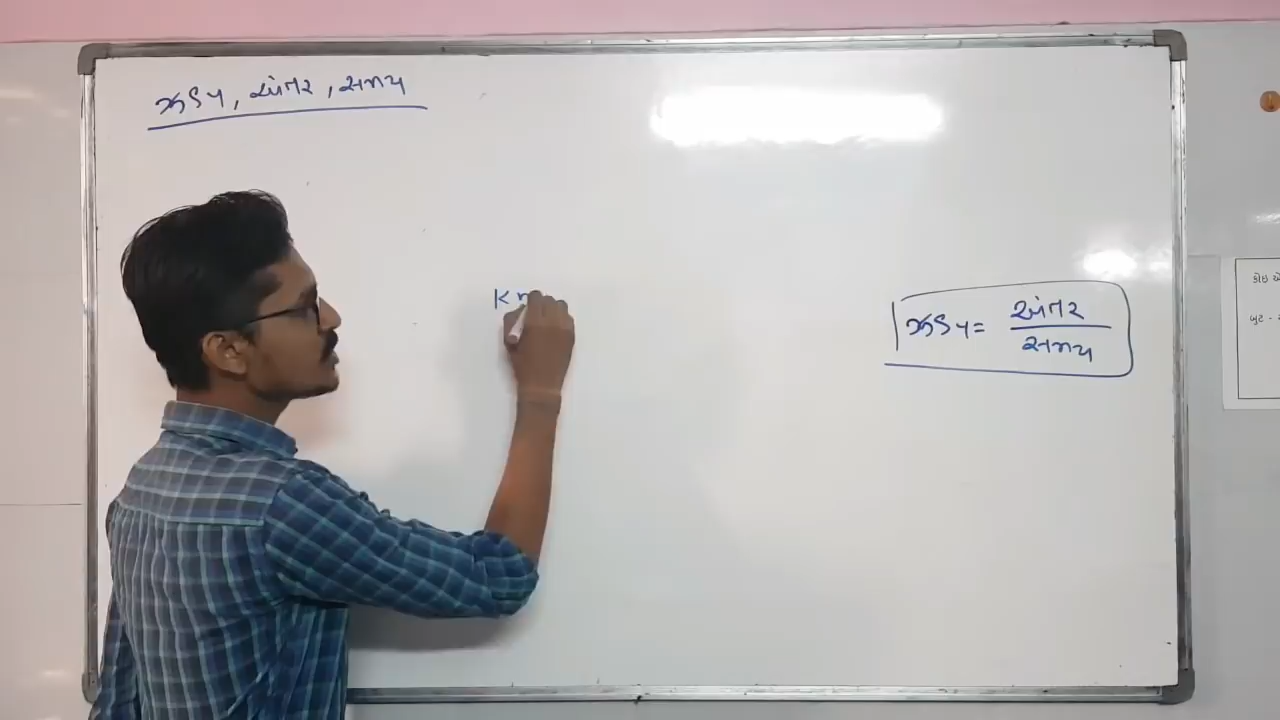 ઝડપ, અંતર, સમય
Km
ઝડપ = અંતર
સમય
કોઇ એ
ખુટ -